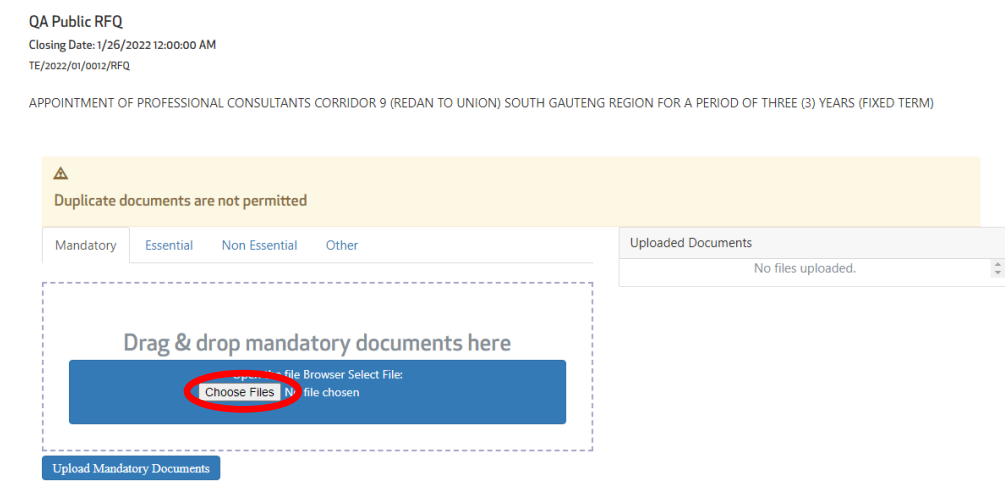 QA Public RFQ
Closing Date: 1/26/2022 12:00:00 AM
TE/2022/01/0012/RFQ
APPOINTMENT OF PROFESSIONAL CONSULTANTS CORRIDOR 9 (REDAN TO UNION) SOUTH GAUTENG REGION FOR A PERIOD OF THREE (3) YEARS (FIXED TERM)
Duplicate documents are not permitted
Mandatory Essential Non Essential Other
Uploaded Documents
No files uploaded.
Drag & drop mandatory documents here
Open the file Browser Select File:
Choose Files No file chosen
Upload Mandatory Documents